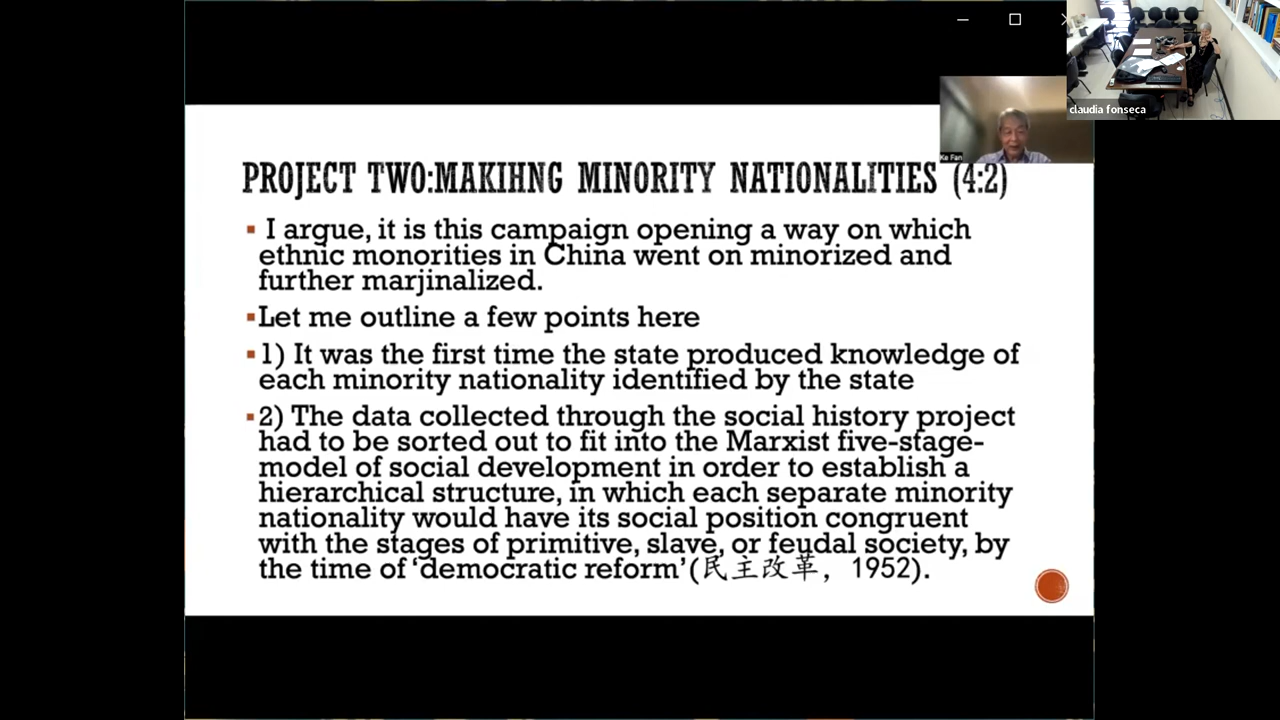 claudia fonseca
Ke Fan
PROJECT TWO:MAKIHNG MINORITY NATIONALITIES (4:2)
▪ I argue, it is this campaign opening a way on which
ethnic monorities in China went on minorized and
further marjinalized.
▪Let me outline a few points here
▪1) It was the first time the state produced knowledge of
each minority nationality identified by the state
▪2) The data collected through the social history project
had to be sorted out to fit into the Marxist five-stage-
model of social development in order to establish a
hierarchical structure, in which each separate minority
nationality would have its social position congruent
with the stages of primitive, slave, or feudal society, by
the time of ‘democratic reform’(民主改革, 1952).